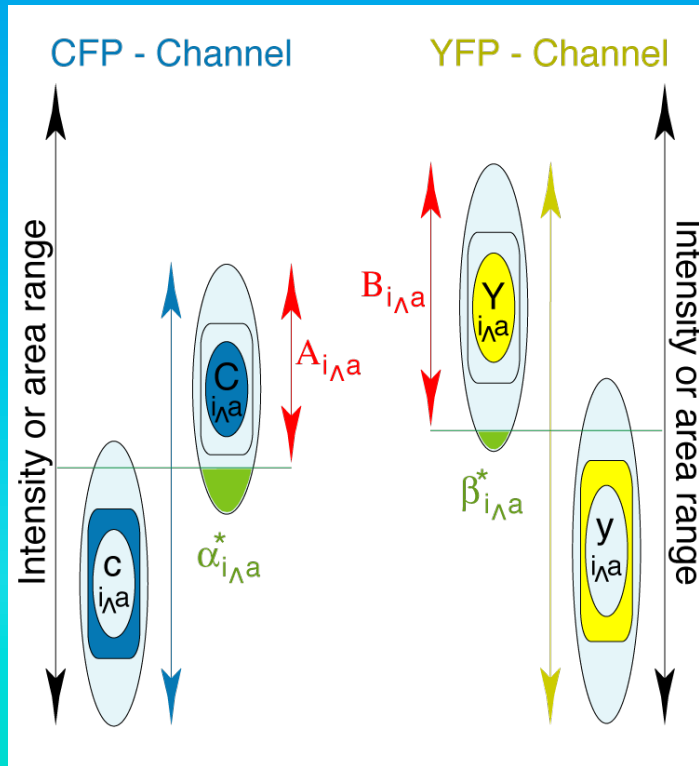 CFP - Channel
YFP - Channel
Intensity or area range
C
i∧a
A i∧a
α* i∧a
c
i∧a
B i∧a
Y
i∧a
β* i∧a
y
i∧a
Intensity or area range